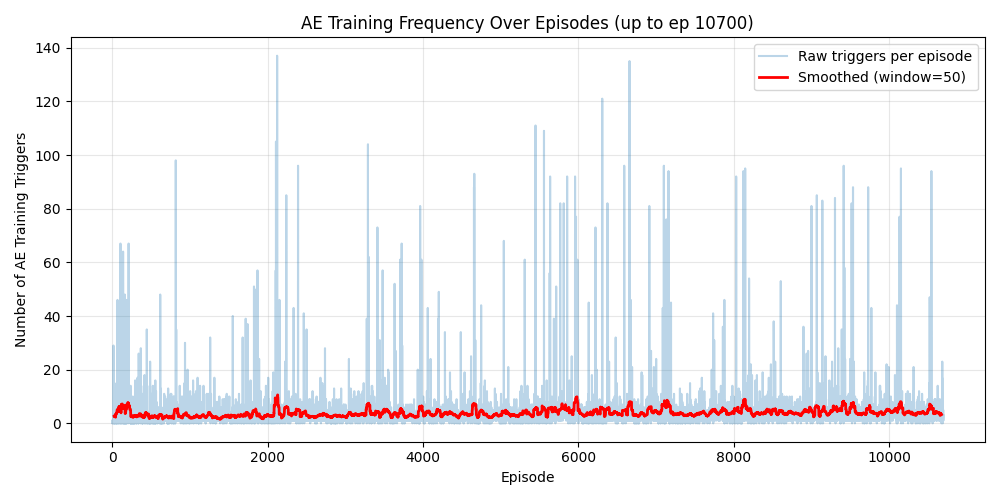 AE Training Frequency Over Episodes (up to ep 10700)
Raw triggers per episode
Smoothed (window=50)
Number of AE Training Triggers
140
120
100
80
60
40
20
0
0 2000 4000 6000 8000 10000
Episode